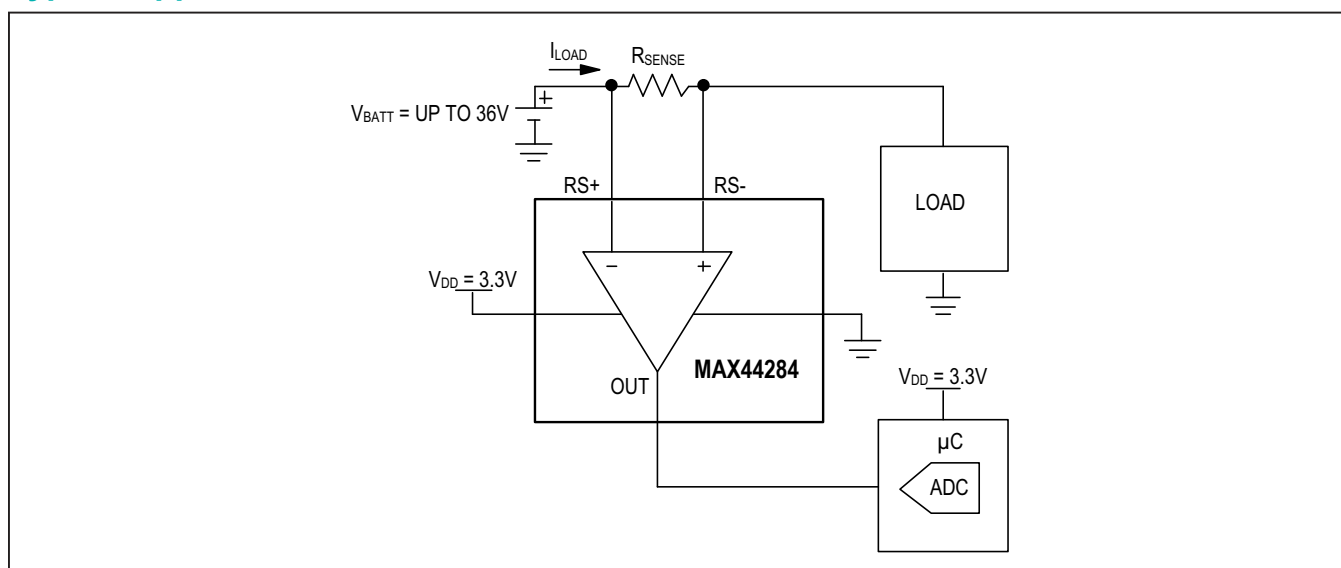 ILOAD
RSENSE
+
VBATT = UP TO 36V
RS+
RS-
LOAD
− +
VDD = 3.3V
MAX44284
OUT
VDD = 3.3V
µC
ADC